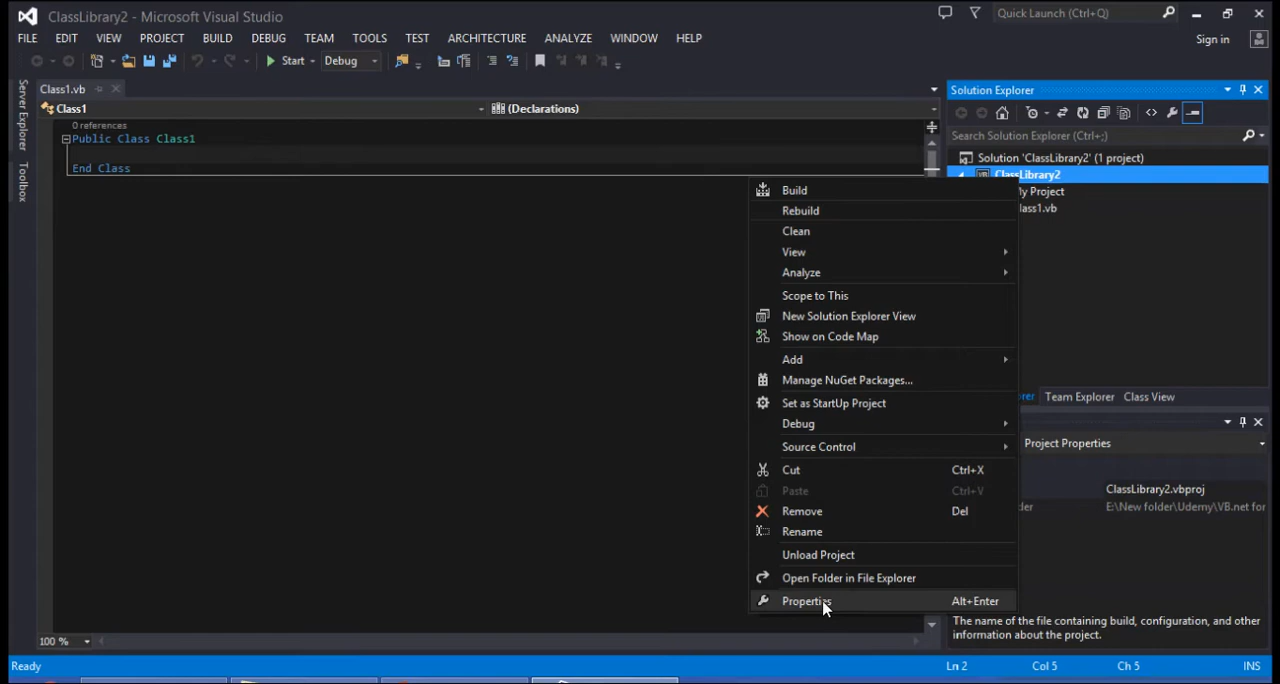 ClassLibrary2 - Microsoft Visual Studio
Quick Launch (Ctrl+Q)
FILE EDIT VIEW PROJECT BUILD DEBUG TEAM TOOLS TEST ARCHITECTURE ANALYZE WINDOW HELP
Sign in
Start Debug
Server Explorer
Toolbox
Class1.vb
Class1
(Declarations)
0 references
Public Class Class1
End Class
100 %
Solution Explorer
Search Solution Explorer (Ctrl+;)
Solution 'ClassLibrary2' (1 project)
ClassLibrary2
My Project
lass1.vb
Build
Rebuild
Clean
View
Analyze
Scope to This
New Solution Explorer View
Show on Code Map
Add
Manage NuGet Packages...
Set as StartUp Project
Debug
Source Control
Cut Ctrl+X
Paste Ctrl+V
Remove Del
Rename
Unload Project
Open Folder in File Explorer
Properties Alt+Enter
rer Team Explorer Class View
Project Properties
ClassLibrary2.vbproj
der E:\New folder\Udemy\VB.net for
The name of the file containing build, configuration, and other
information about the project.
Ready Ln 2 Col 5 Ch 5 INS